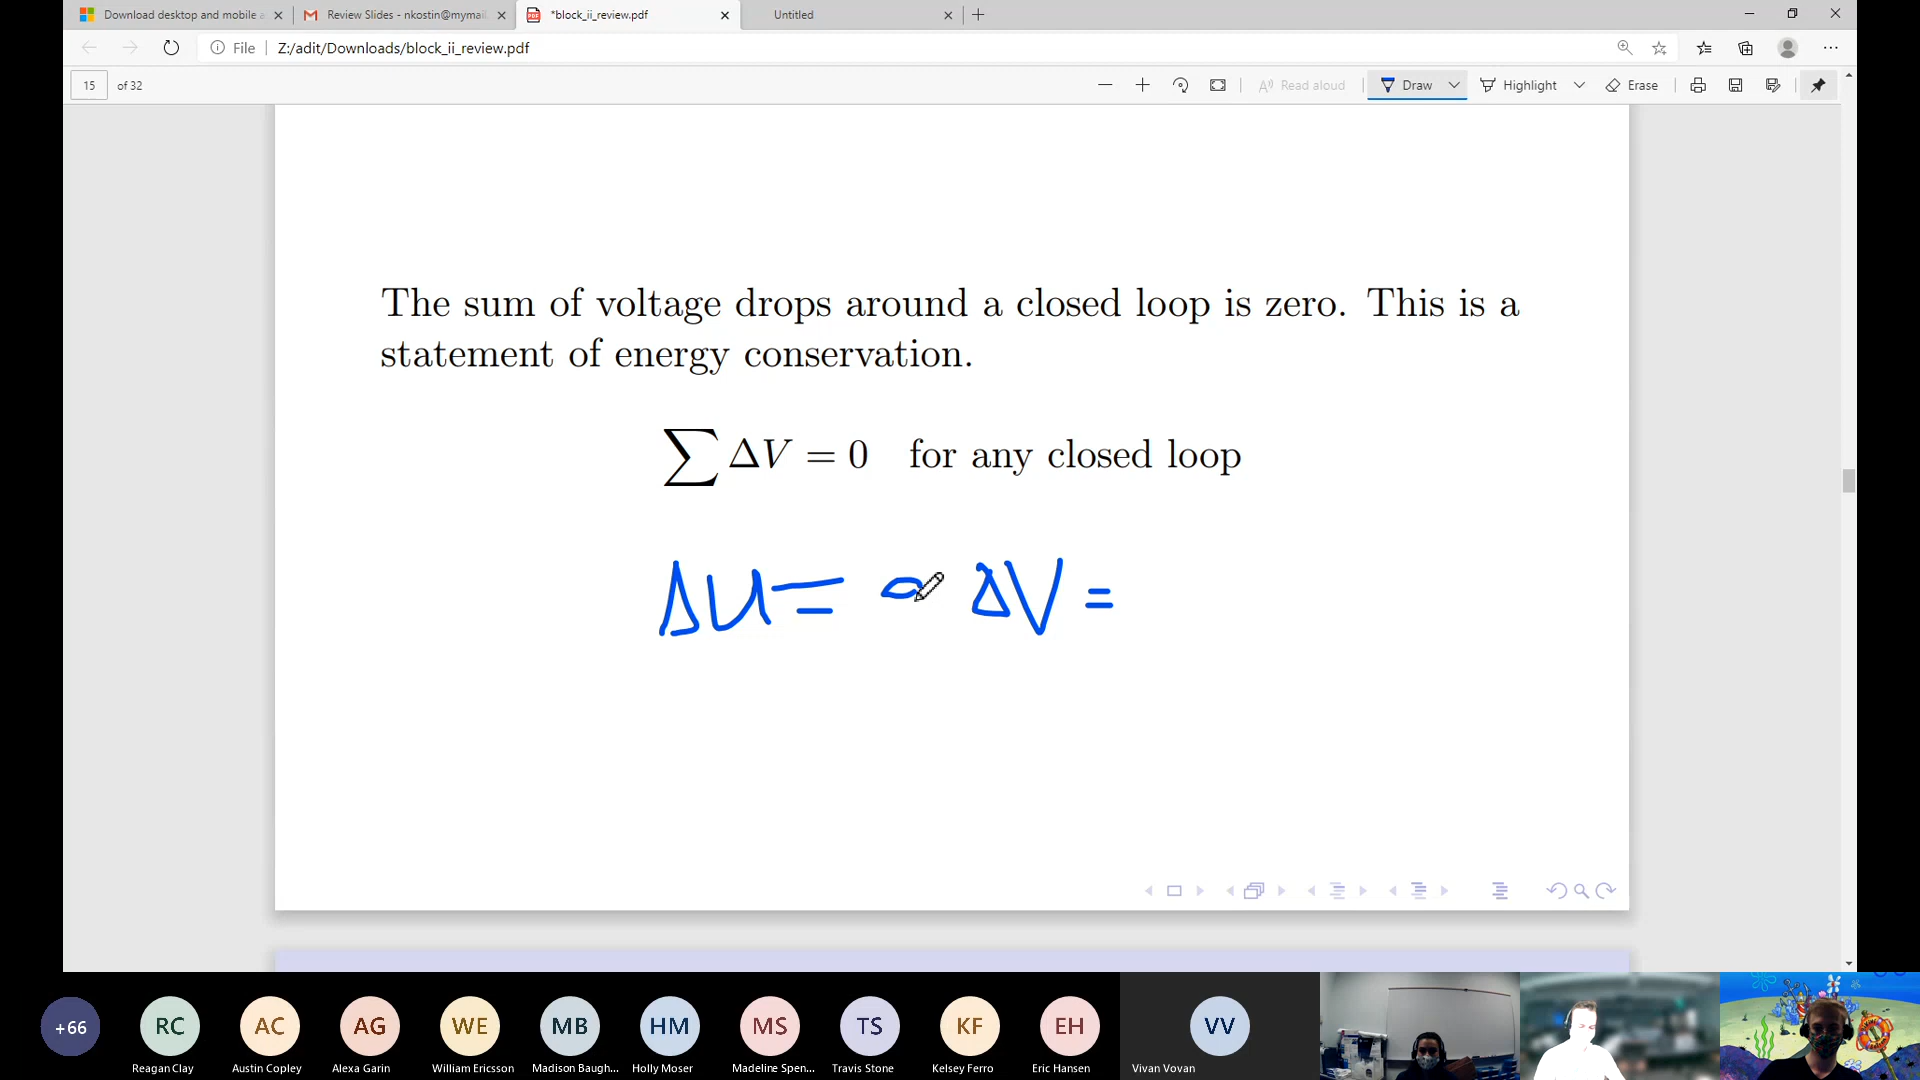 Download desktop and mobile a
Review Slides - nkostin@mymail.
*block_ii_review.pdf
Untitled
File
Z:/adit/Downloads/block_ii_review.pdf
15 of 32
Read aloud
Draw
Highlight
Erase
The sum of voltage drops around a closed loop is zero. This is a
statement of energy conservation.
∑ ΔV = 0 for any closed loop
ΔU = ΔV =
+66
RC
AC
AG
WE
MB
HM
MS
TS
KF
EH
VV
Reagan Clay
Austin Copley
Alexa Garin
William Ericsson
Madison Baugh...
Holly Moser
Madeline Spen...
Travis Stone
Kelsey Ferro
Eric Hansen
Vivan Vovan